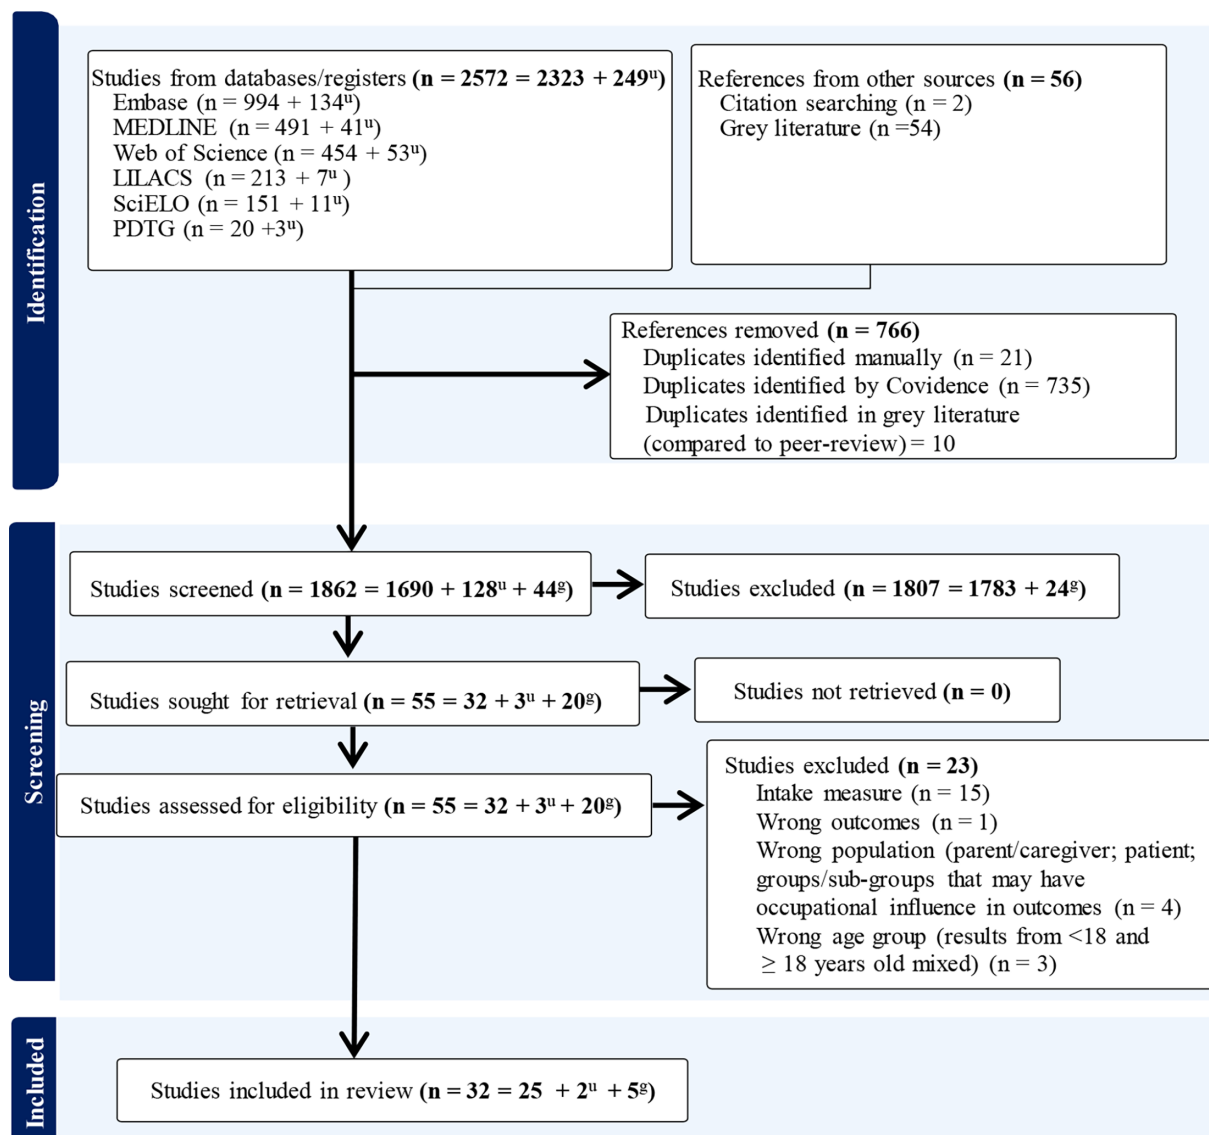 Identification
Studies from databases/registers (n = 2572 = 2323 + 249ᵘ)
Embase (n = 994 + 134ᵘ)
MEDLINE (n = 491 + 41ᵘ)
Web of Science (n = 454 + 53ᵘ)
LILACS (n = 213 + 7ᵘ )
SciELO (n = 151 + 11ᵘ)
PDTG (n = 20 +3ᵘ)
References from other sources (n = 56)
Citation searching (n = 2)
Grey literature (n =54)
References removed (n = 766)
Duplicates identified manually (n = 21)
Duplicates identified by Covidence (n = 735)
Duplicates identified in grey literature
(compared to peer-review) = 10
Screening
Studies screened (n = 1862 = 1690 + 128ᵘ + 44ᵍ)
Studies excluded (n = 1807 = 1783 + 24ᵍ)
Studies sought for retrieval (n = 55 = 32 + 3ᵘ + 20ᵍ)
Studies not retrieved (n = 0)
Studies assessed for eligibility (n = 55 = 32 + 3ᵘ + 20ᵍ)
Studies excluded (n = 23)
Intake measure (n = 15)
Wrong outcomes (n = 1)
Wrong population (parent/caregiver; patient;
groups/sub-groups that may have
occupational influence in outcomes (n = 4)
Wrong age group (results from <18 and
≥ 18 years old mixed) (n = 3)
Included
Studies included in review (n = 32 = 25 + 2ᵘ + 5ᵍ)